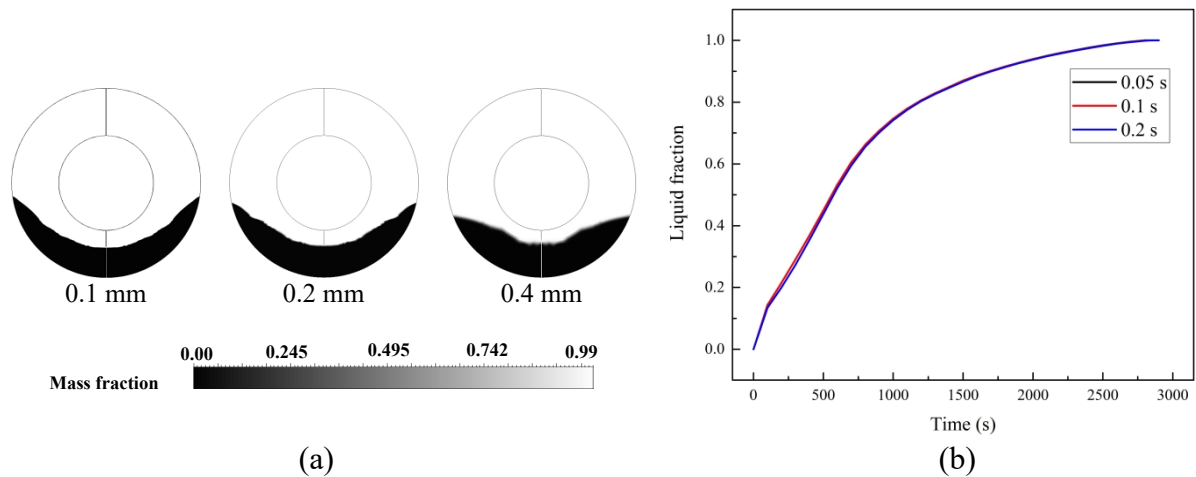 0.1 mm
0.2 mm
0.4 mm
0.00 0.245 0.495 0.742 0.99
Mass fraction
(a)
Liquid fraction
1.0
0.8
0.6
0.4
0.2
0.0
0.05 s
0.1 s
0.2 s
0 500 1000 1500 2000 2500 3000
Time (s)
(b)